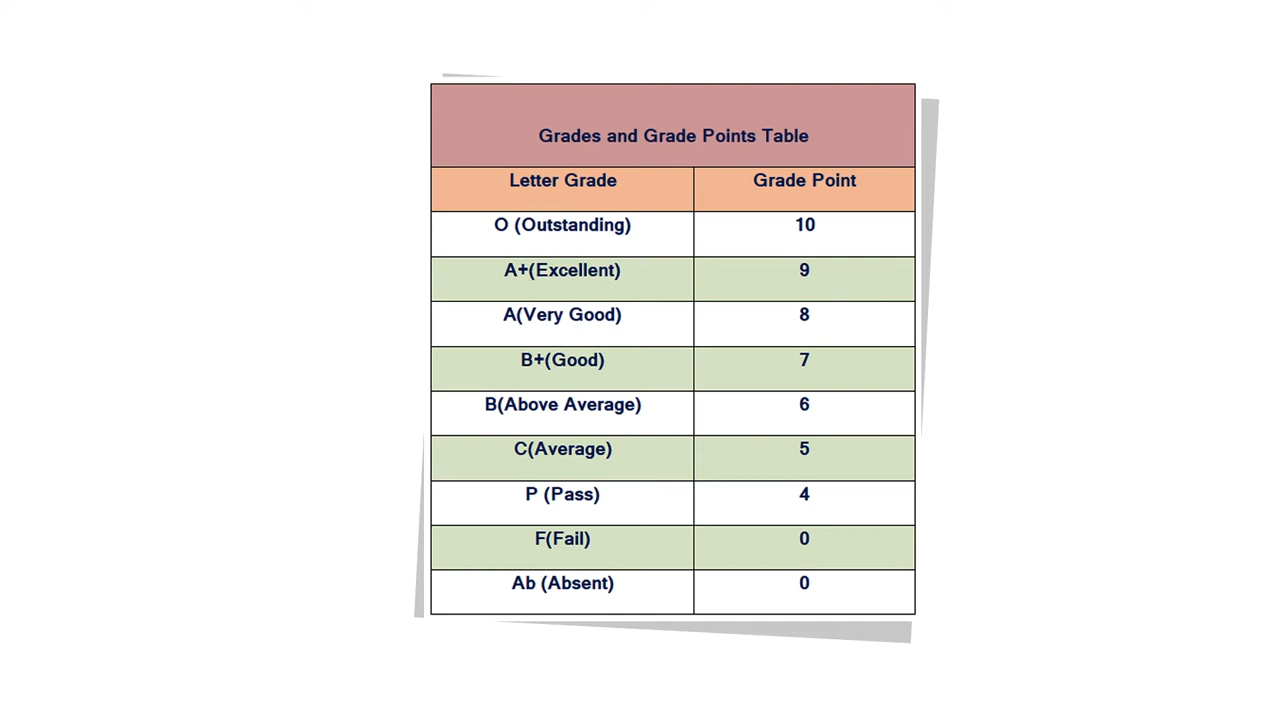 Grades and Grade Points Table
Letter Grade Grade Point
O (Outstanding) 10
A+(Excellent) 9
A(Very Good) 8
B+(Good) 7
B(Above Average) 6
C(Average) 5
P (Pass) 4
F(Fail) 0
Ab (Absent) 0